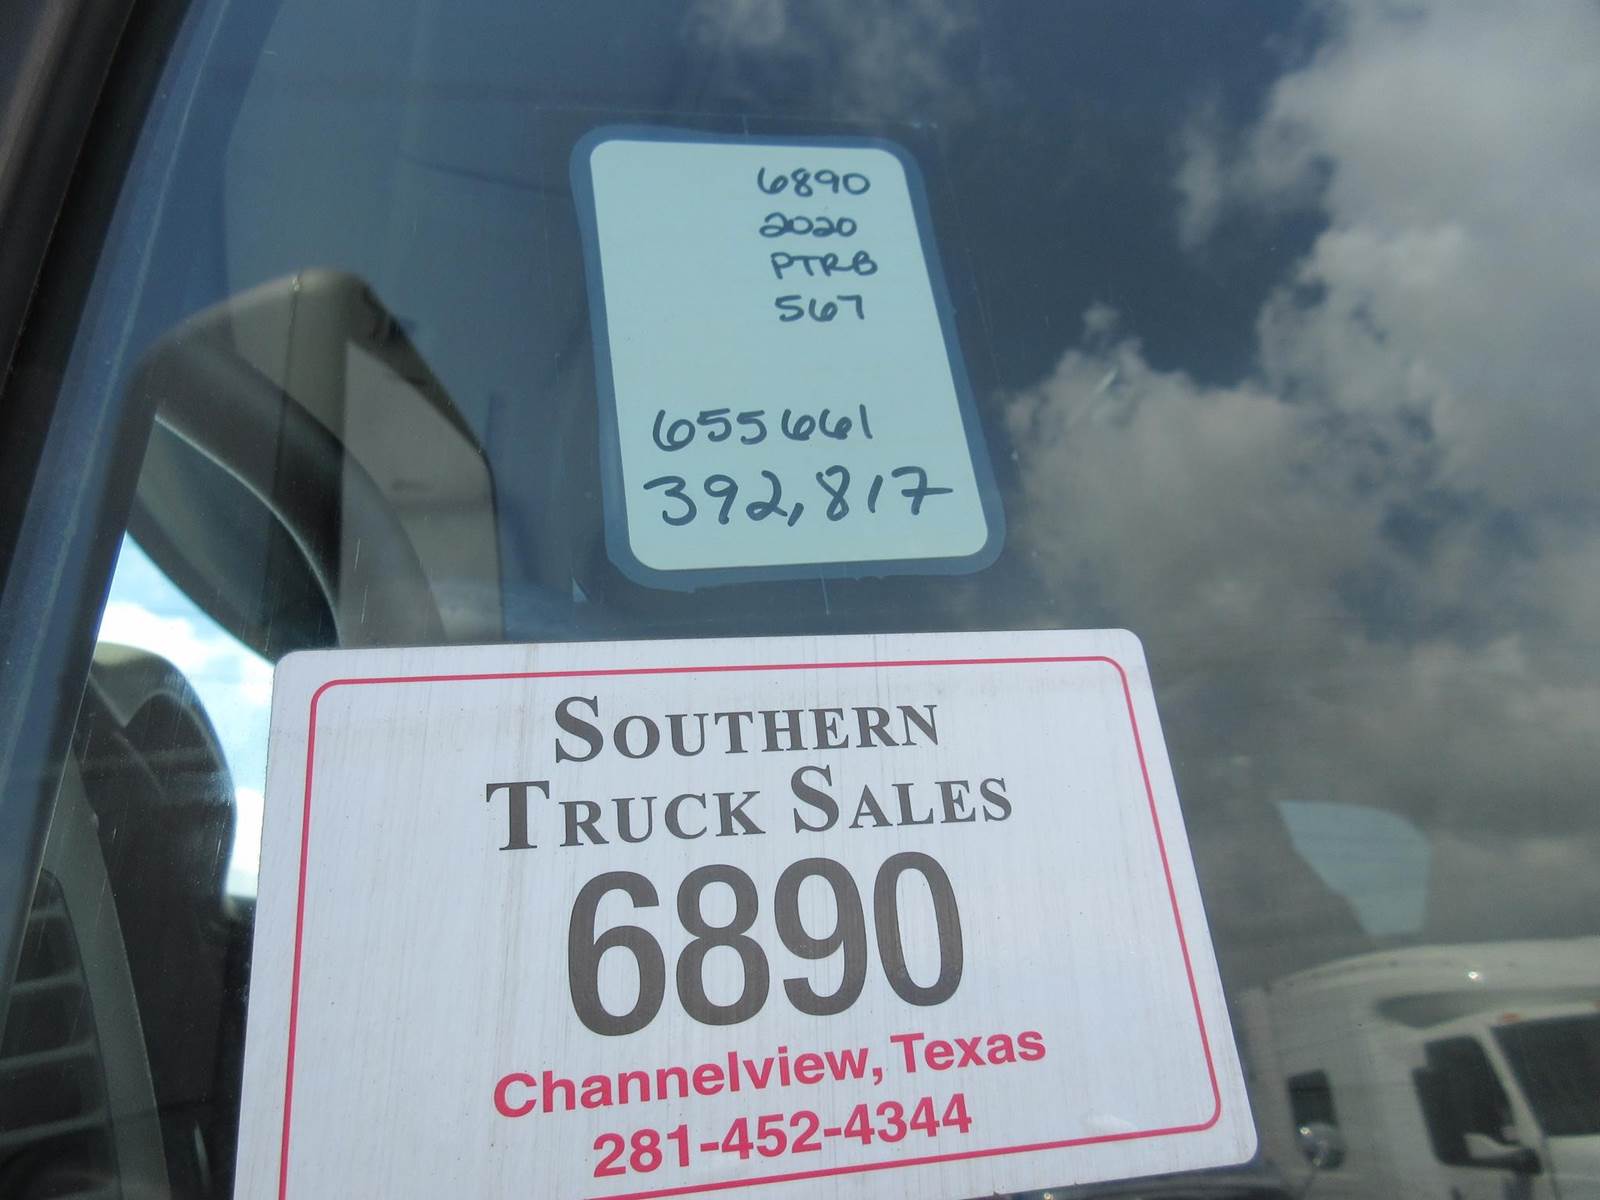 6890
2020
PTRB
567
655661
392,817
SOUTHERN
TRUCK SALES
6890
Channelview, Texas
281-452-4344